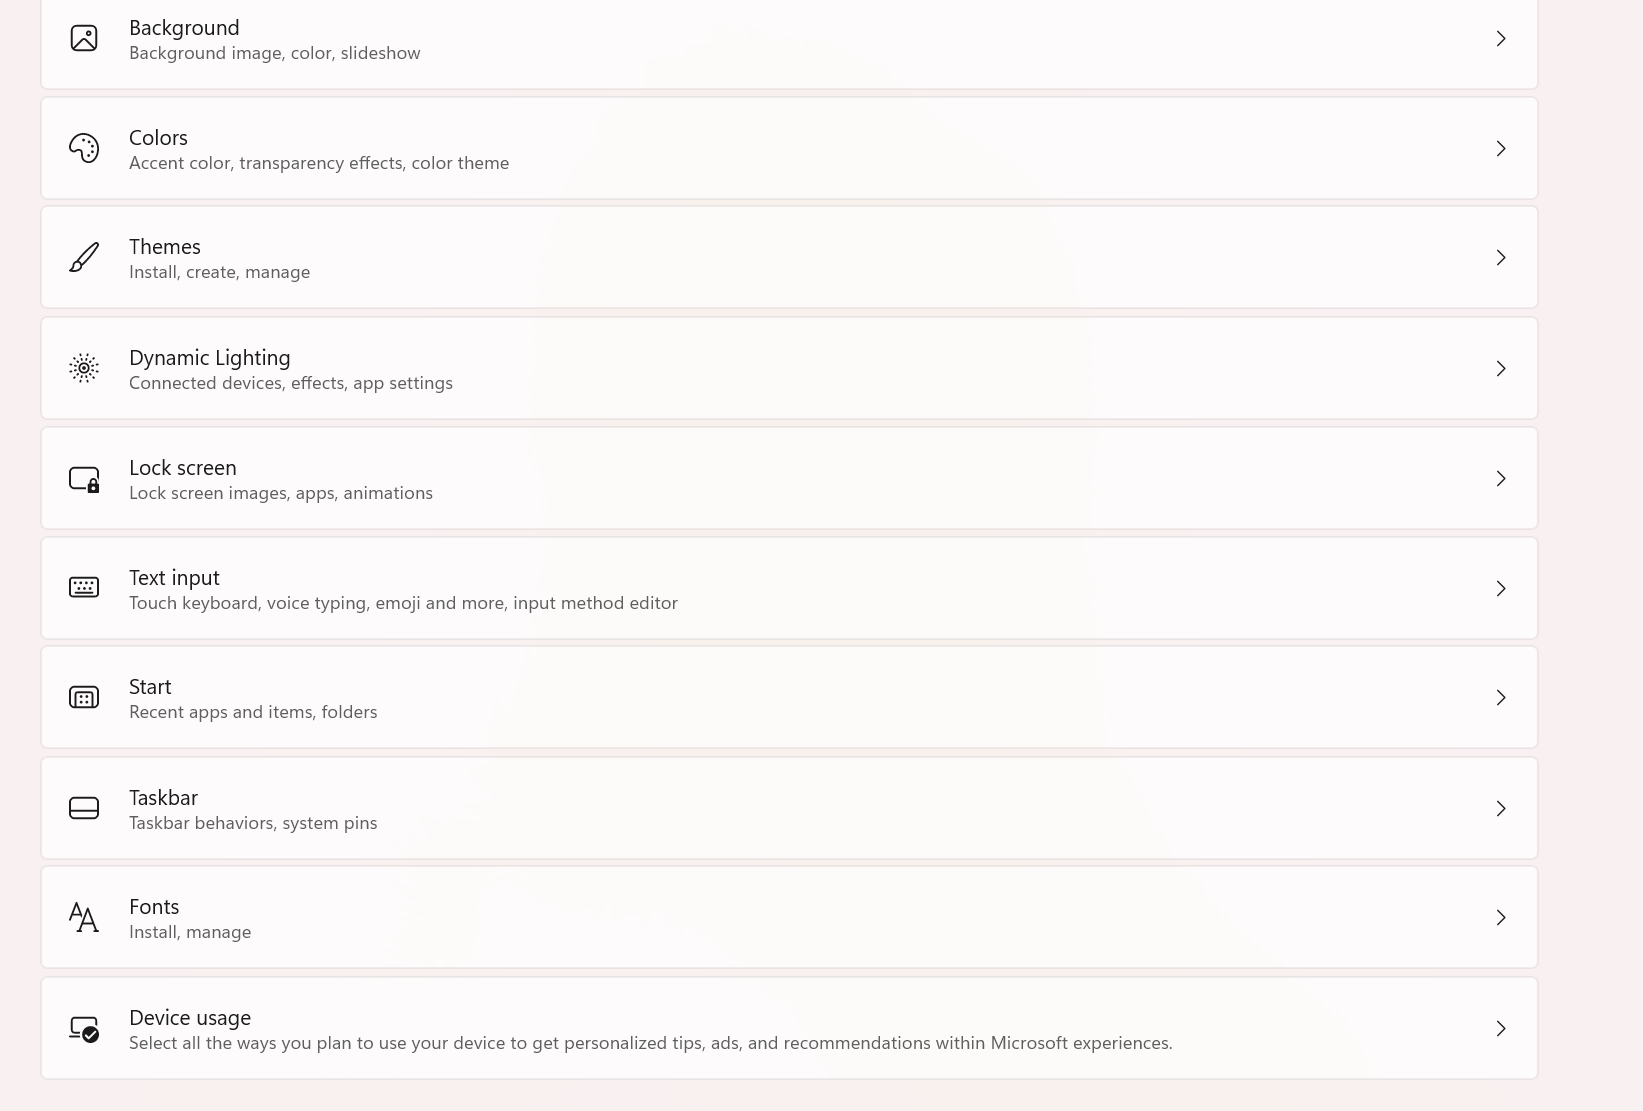 Background
Background image, color, slideshow
Colors
Accent color, transparency effects, color theme
Themes
Install, create, manage
Dynamic Lighting
Connected devices, effects, app settings
Lock screen
Lock screen images, apps, animations
Text input
Touch keyboard, voice typing, emoji and more, input method editor
Start
Recent apps and items, folders
Taskbar
Taskbar behaviors, system pins
Fonts
Install, manage
Device usage
Select all the ways you plan to use your device to get personalized tips, ads, and recommendations within Microsoft experiences.